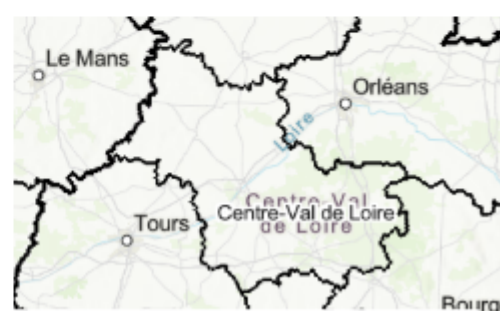 Le Mans
Orléans
Loire
Centre-Val
de Loire
Centre-Val de Loire
Tours
Bourg